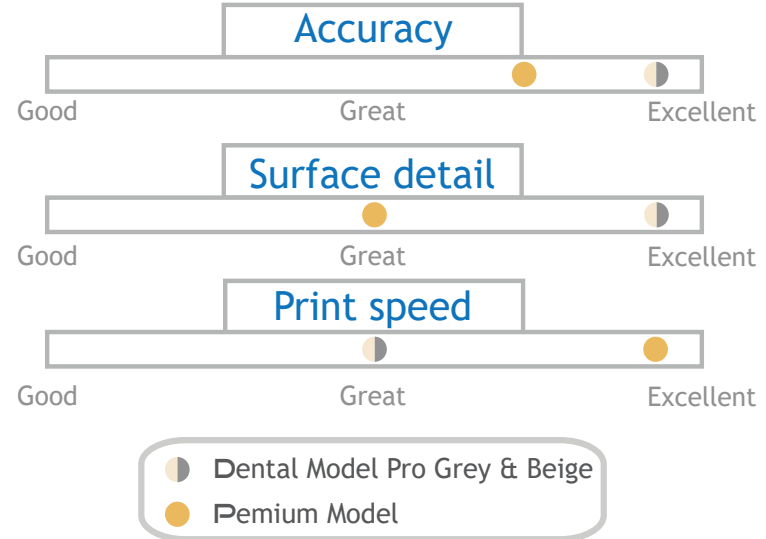 Accuracy
Good Great Excellent
Surface detail
Good Great Excellent
Print speed
Good Great Excellent
Dental Model Pro Grey & Beige
Pemium Model